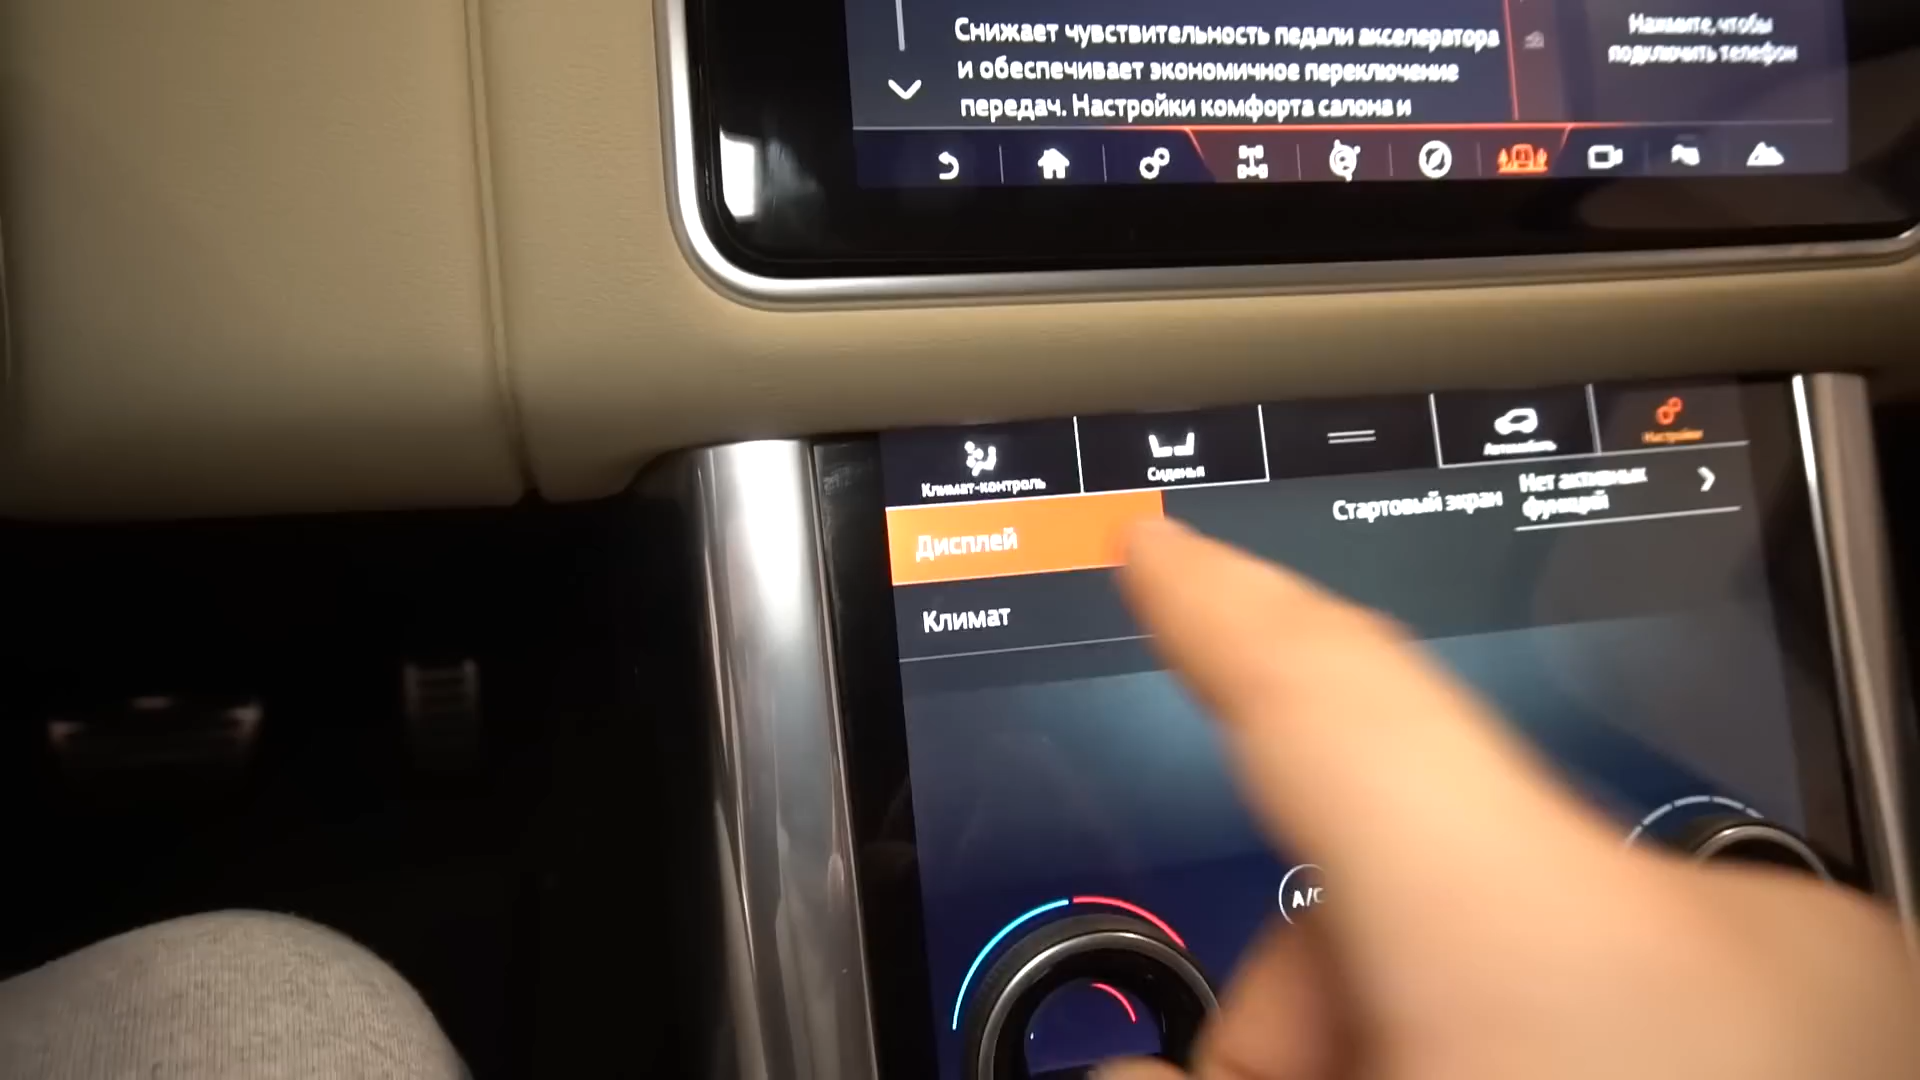 Снижает чувствительность педали акселератора
и обеспечивает экономичное переключение
передач. Настройки комфорта салона и
Нажмите, чтобы
подключить телефон
Климат-контроль
Сиденья
Автомобиль
Настройки
Дисплей
Стартовый экран
Нет активных
функций
Климат
A/C